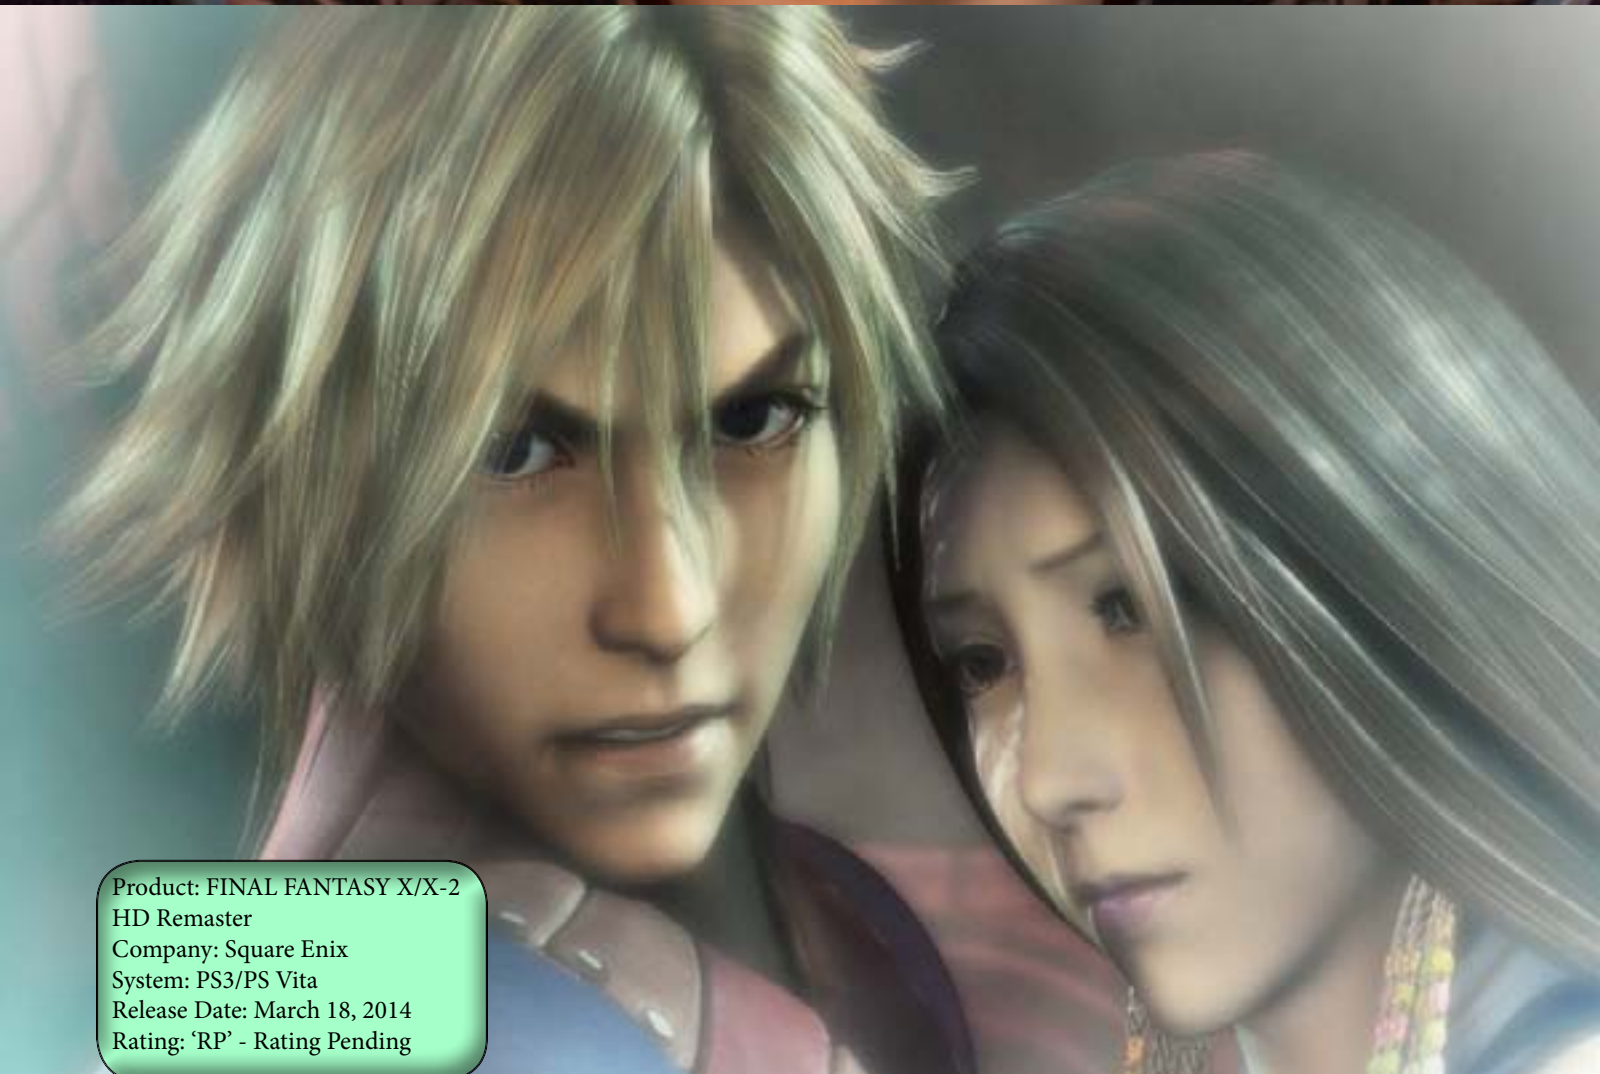 Product: FINAL FANTASY X/X-2
HD Remaster
Company: Square Enix
System: PS3/PS Vita
Release Date: March 18, 2014
Rating: ‘RP’ - Rating Pending